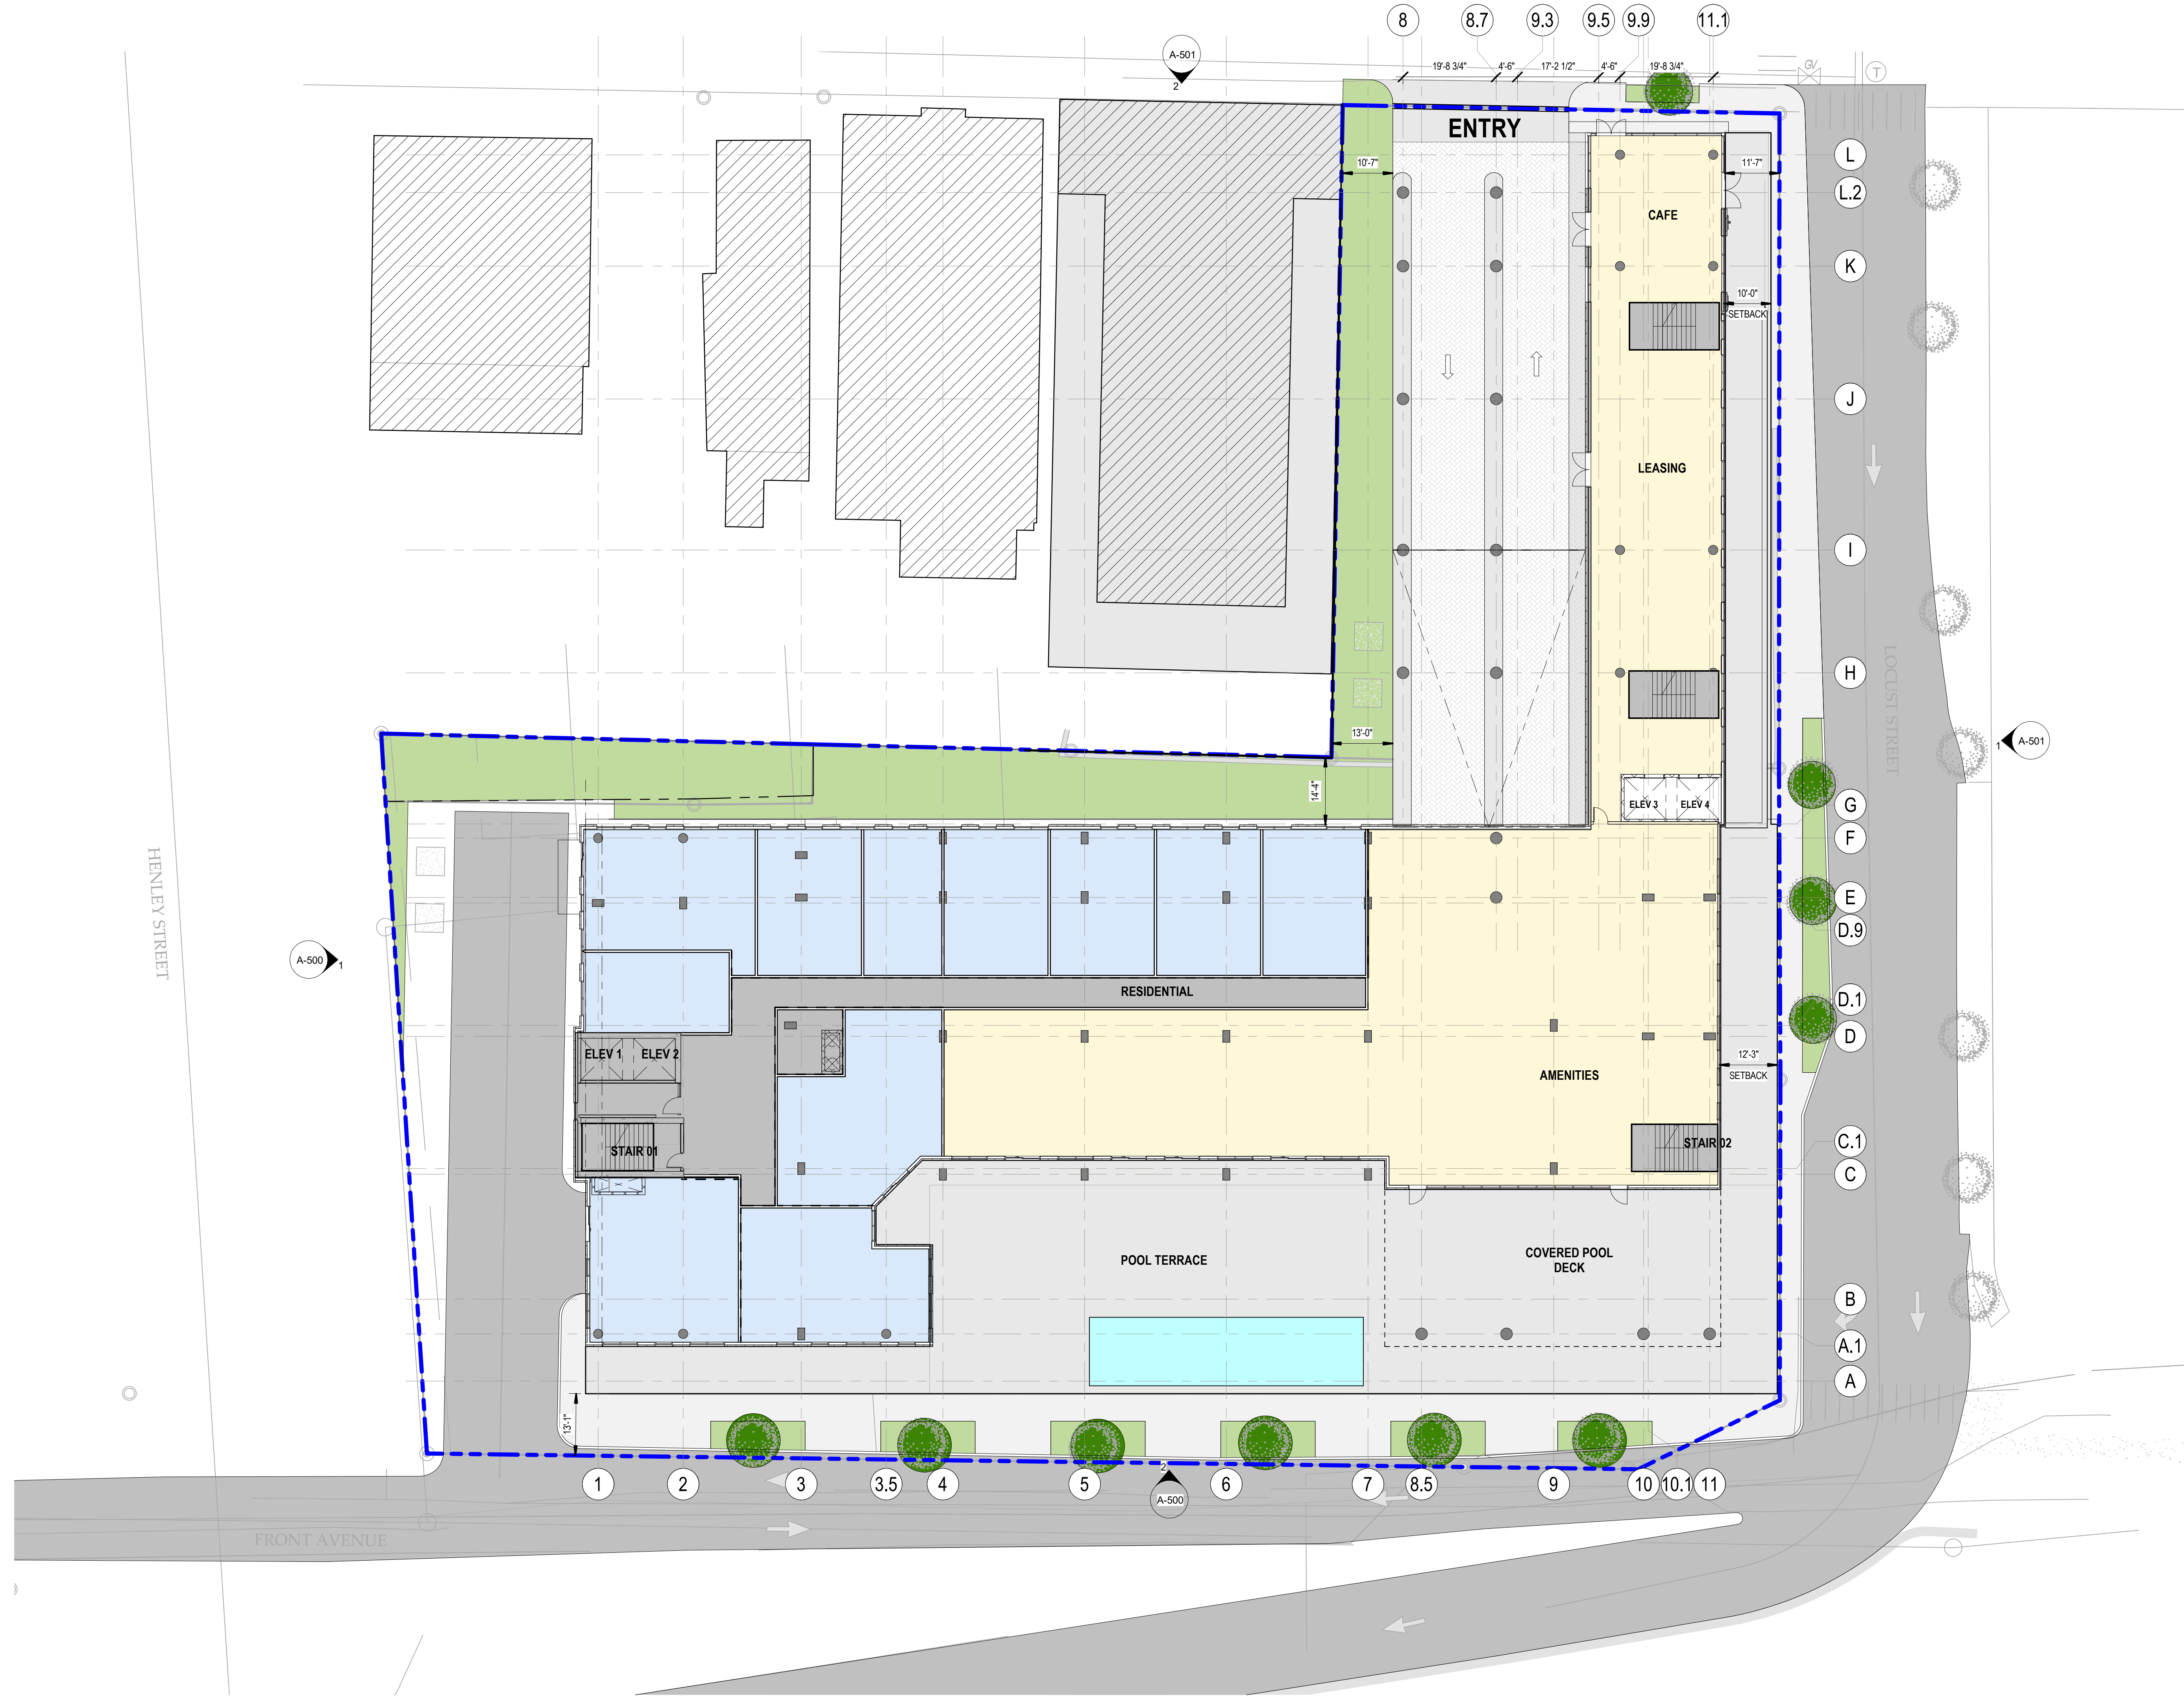 8
8.7
9.3
9.5
9.9
11.1
A-501
2
19'-8 3/4"
4'-6"
17'-2 1/2"
4'-6"
19'-8 3/4"
GV
T
ENTRY
10'-7"
11'-7"
L
L.2
CAFE
K
10'-0"
SETBACK
J
LEASING
I
H
LOCUST STREET
1
A-501
13'-0"
14'-4"
ELEV 3
ELEV 4
G
F
HENLEY STREET
E
D.9
A-500
1
RESIDENTIAL
D.1
D
ELEV 1
ELEV 2
12'-3"
SETBACK
AMENITIES
STAIR 01
STAIR 02
C.1
C
POOL TERRACE
COVERED POOL
DECK
B
A.1
A
13'-1"
1
2
3
3.5
4
5
6
7
8.5
9
10
10.1
11
2
A-500
FRONT AVENUE